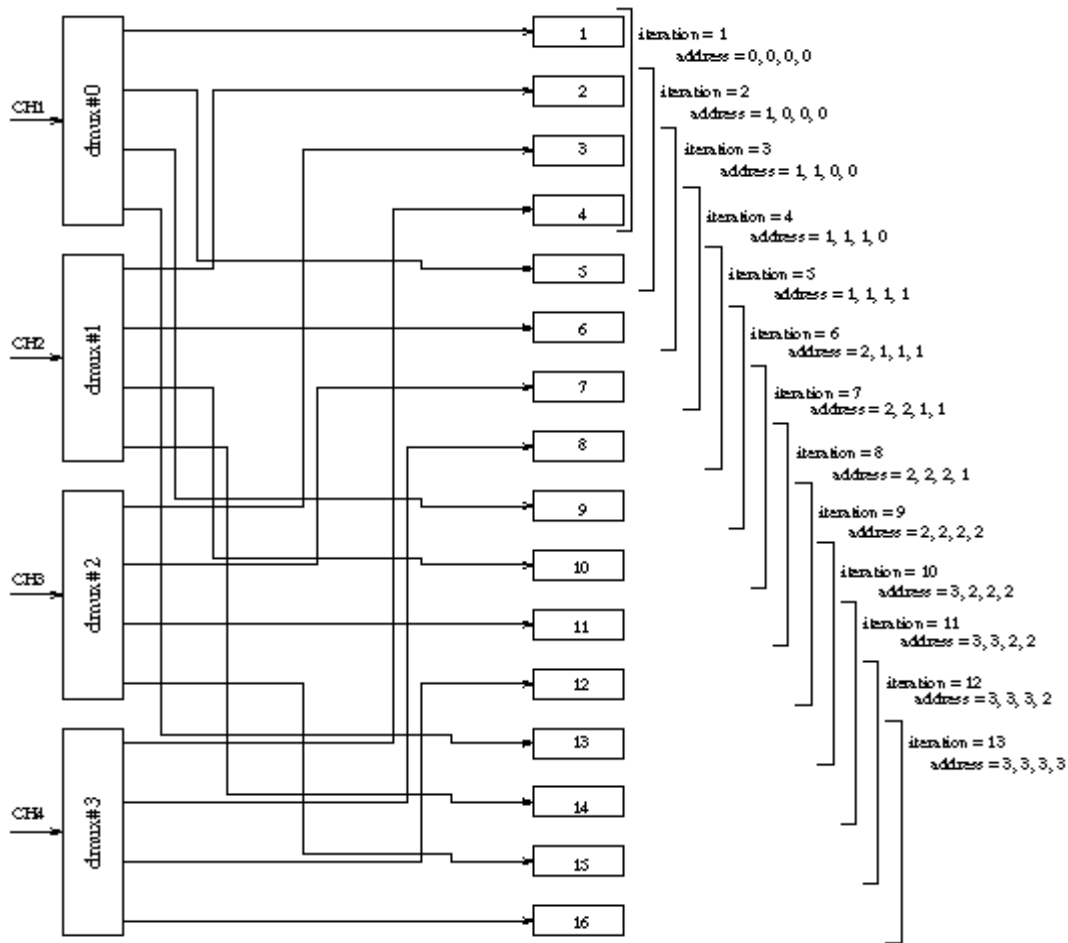 CH1
dmux#0
CH2
dmux#1
CH3
dmux#2
CH4
dmux#3
1
2
3
4
5
6
7
8
9
10
11
12
13
14
15
16
iteration = 1
address = 0, 0, 0, 0
iteration = 2
address = 1, 0, 0, 0
iteration = 3
address = 1, 1, 0, 0
iteration = 4
address = 1, 1, 1, 0
iteration = 5
address = 1, 1, 1, 1
iteration = 6
address = 2, 1, 1, 1
iteration = 7
address = 2, 2, 1, 1
iteration = 8
address = 2, 2, 2, 1
iteration = 9
address = 2, 2, 2, 2
iteration = 10
address = 3, 2, 2, 2
iteration = 11
address = 3, 3, 2, 2
iteration = 12
address = 3, 3, 3, 2
iteration = 13
address = 3, 3, 3, 3